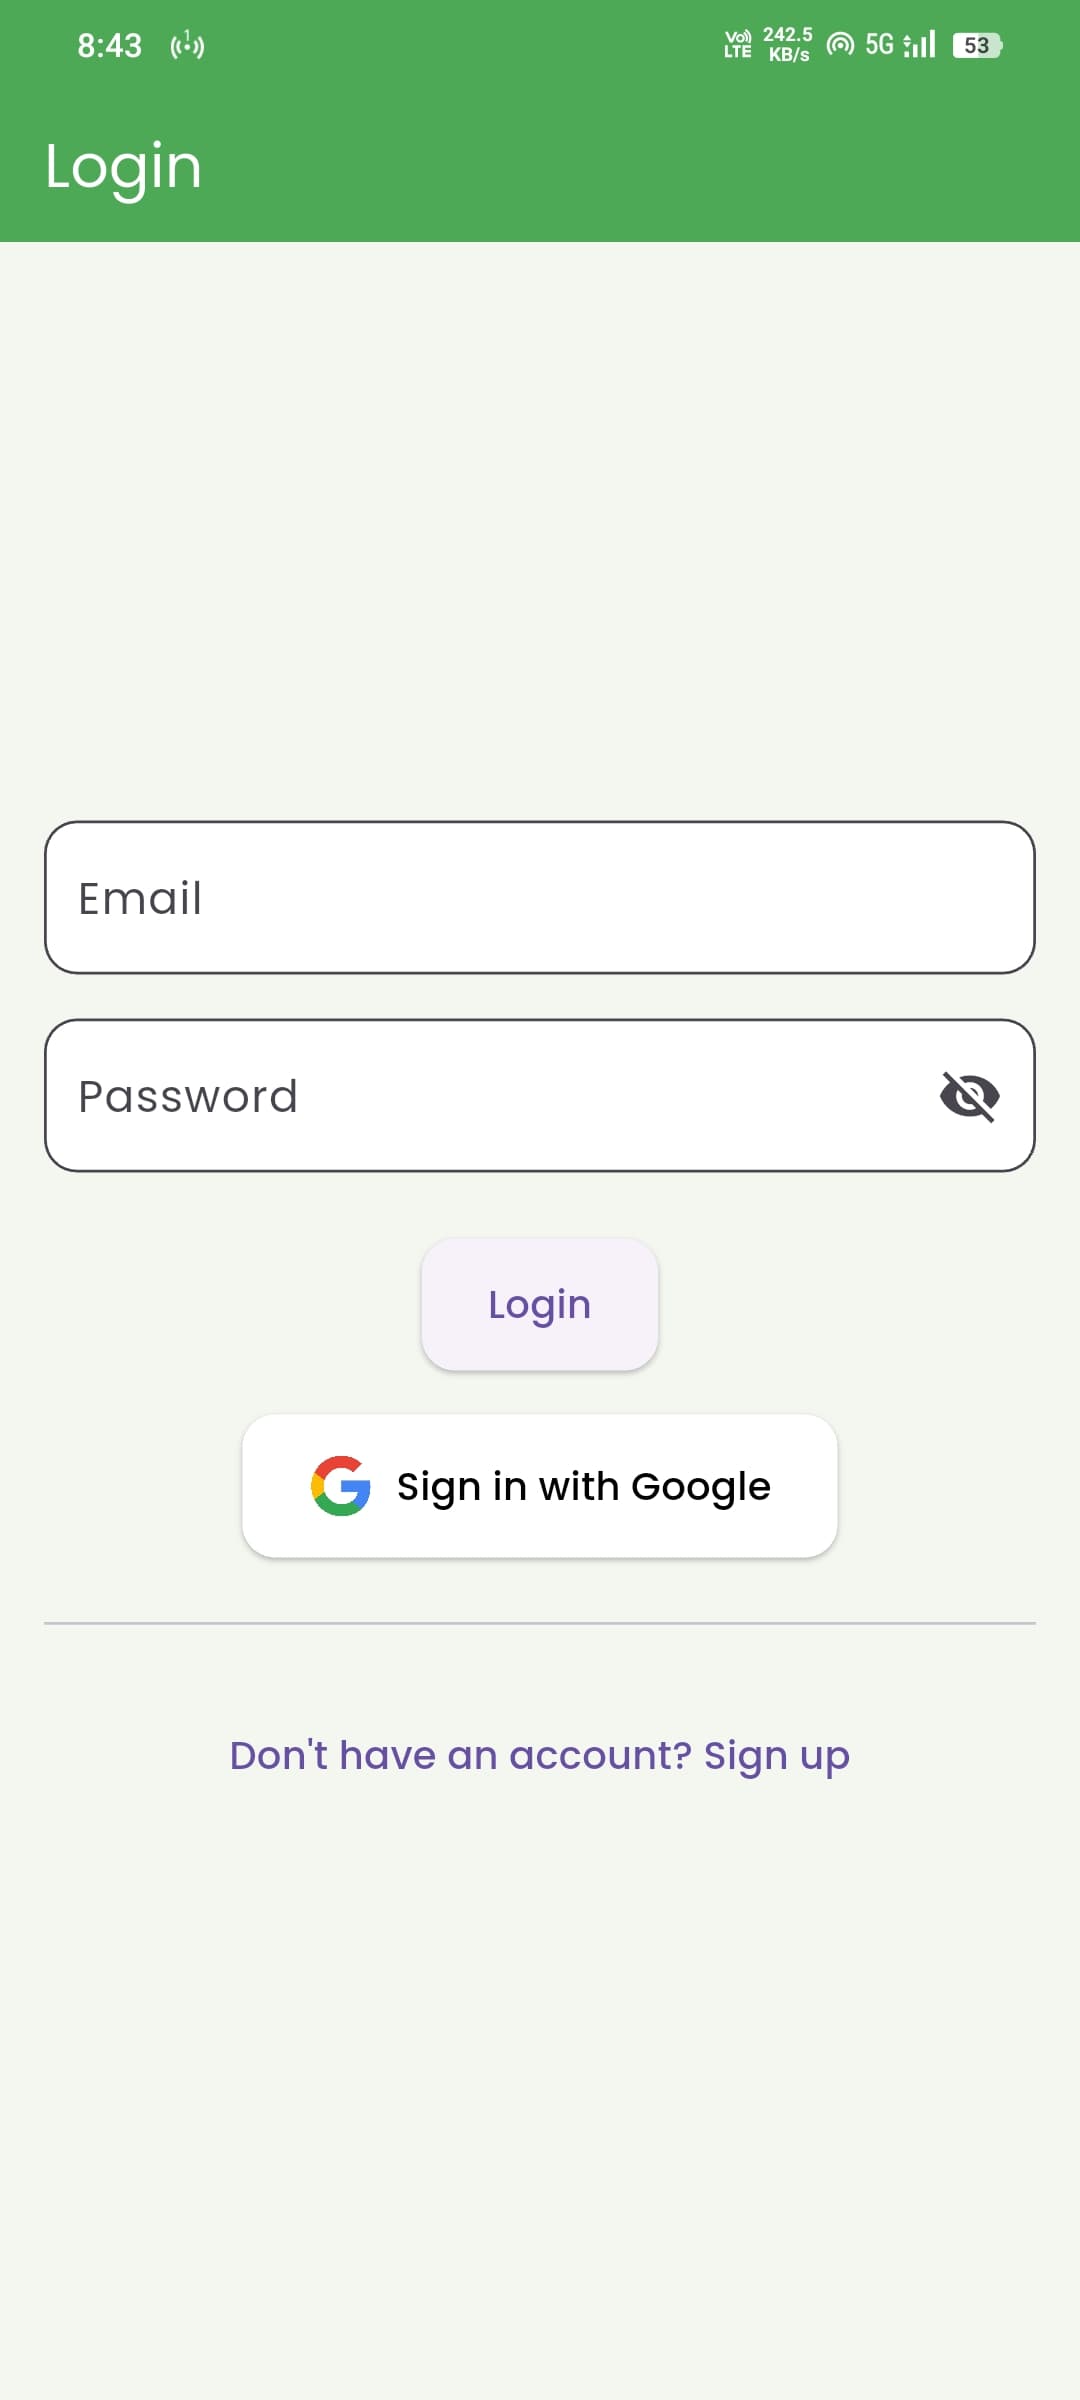 8:43
Vo)) LTE 242.5 KB/s 5G 53
Login
Email
Password
Login
Sign in with Google
Don't have an account? Sign up